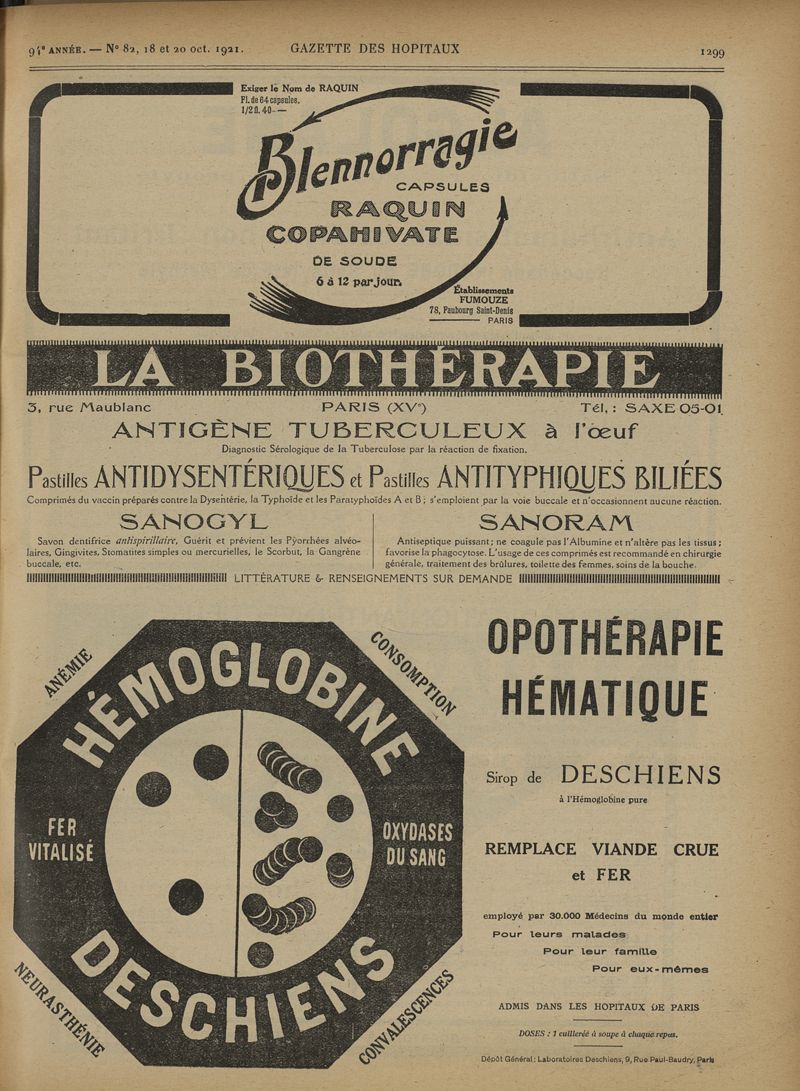 94e ANNÉE. — No 82, 18 et 20 oct. 1921. GAZETTE DES HOPITAUX 1299
Exiger le Nom de RAQUIN
Fl. de 64 capsules.
1/2 fl. 40_—
Blennorragie
CAPSULES
RAQUIN
COPAHIVATE
DE SOUDE
6 à 12 par jour.
Établissements
FUMOUZE
78, Faubourg Saint-Denis
PARIS
LA BIOTHÉRAPIE
3, rue Maublanc PARIS (XVe) Tél. : SAXE 05-01
ANTIGÈNE TUBERCULEUX à l'œuf
Diagnostic Sérologique de la Tuberculose par la réaction de fixation.
Pastilles ANTIDYSENTÉRIQUES et Pastilles ANTITYPHIQUES BILIÉES
Comprimés du vaccin préparés contre la Dysentérie, la Typhoïde et les Paratyphoïdes A et B ; s'emploient par la voie buccale et n'occasionnent aucune réaction.
SANOGYL
Savon dentifrice antispirillaire, Guérit et prévient les Pyorrhées alvéo-
laires, Gingivites, Stomatites simples ou mercurielles, le Scorbut, la Gangrène
buccale, etc.
SANORAM
Antiseptique puissant ; ne coagule pas l'Albumine et n'altère pas les tissus ;
favorise la phagocytose. L'usage de ces comprimés est recommandé en chirurgie
générale, traitement des brûlures, toilette des femmes, soins de la bouche.
LITTÉRATURE & RENSEIGNEMENTS SUR DEMANDE
ANÉMIE
CONSOMPTION
HÉMOGLOBINE
FER
VITALISÉ
OXYDASES
DU SANG
DESCHIENS
NEURASTHÉNIE
CONVALESCENCES
OPOTHÉRAPIE
HÉMATIQUE
Sirop de DESCHIENS
à l'Hémoglobine pure
REMPLACE VIANDE CRUE
et FER
employé par 30.000 Médecins du monde entier
Pour leurs malades
Pour leur famille
Pour eux-mêmes
ADMIS DANS LES HOPITAUX DE PARIS
DOSES : 1 cuillerée à soupe à chaque repas.
Dépôt Général : Laboratoires Deschiens, 9, Rue Paul-Baudry, Paris